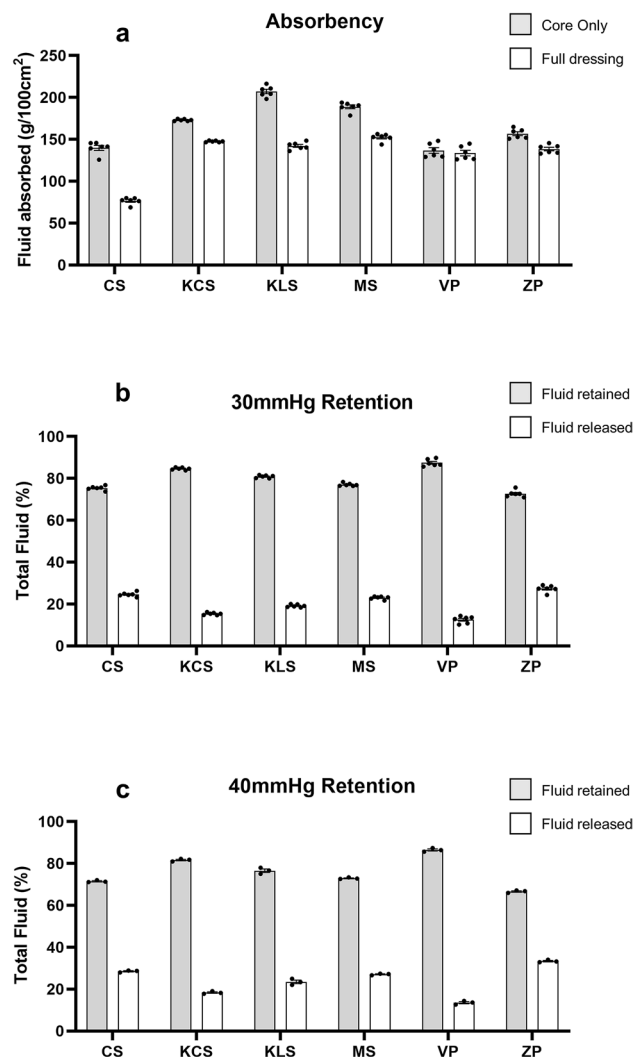 a
Absorbency
Core Only
Full dressing
Fluid absorbed (g/100cm²)
250
200
150
100
50
0
CS KCS KLS MS VP ZP
b
30mmHg Retention
Fluid retained
Fluid released
Total Fluid (%)
100
80
60
40
20
0
CS KCS KLS MS VP ZP
c
40mmHg Retention
Fluid retained
Fluid released
Total Fluid (%)
100
80
60
40
20
0
CS KCS KLS MS VP ZP